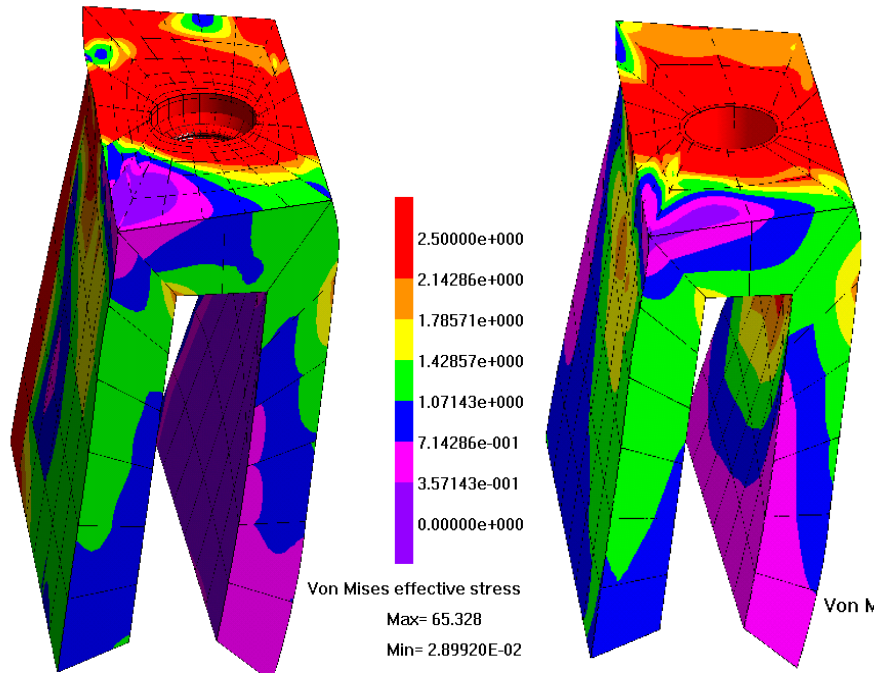 2.50000e+000
2.14286e+000
1.78571e+000
1.42857e+000
1.07143e+000
7.14286e-001
3.57143e-001
0.00000e+000
Von Mises effective stress
Max= 65.328
Min= 2.89920E-02
Von M